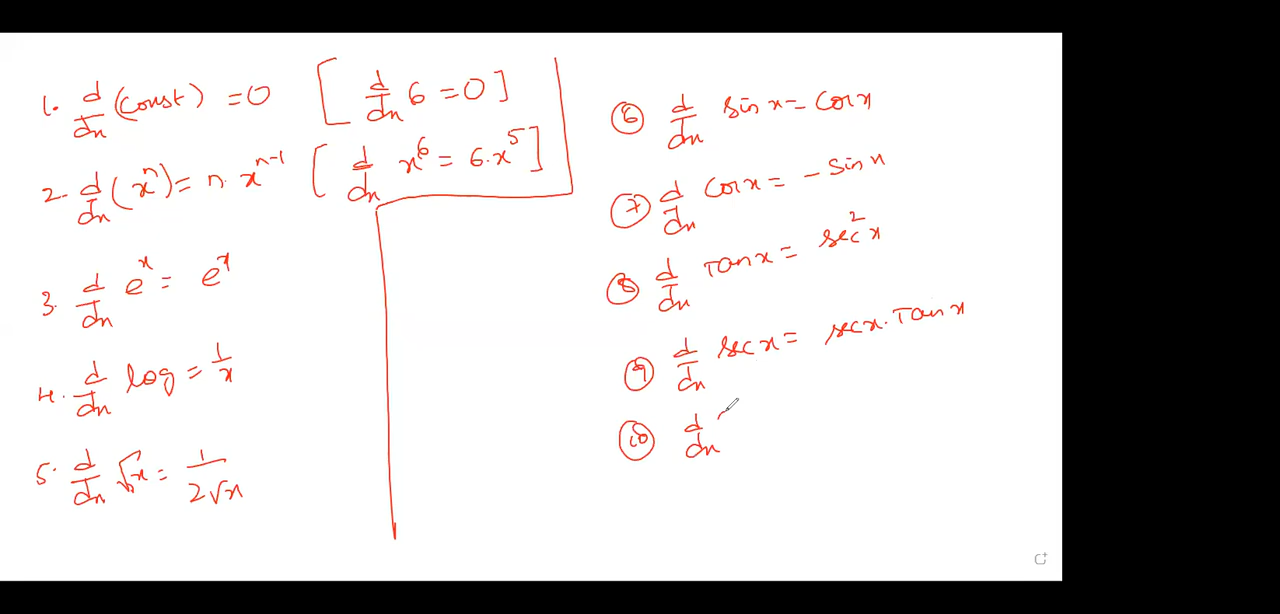 1. d/dx (const) = 0 [ d/dx 6 = 0 ]
2. d/dx (x^n) = n. x^n-1 [ d/dx x^6 = 6.x^5 ]
3. d/dx e^x = e^x
4. d/dx log = 1/x
5. d/dx √x = 1/2√x
⑥ d/dx sin x = cos x
⑦ d/dx cos x = - sin x
⑧ d/dx Tan x = sec^2 x
⑨ d/dx sec x = sec x. Tan x
⑩ d/dx